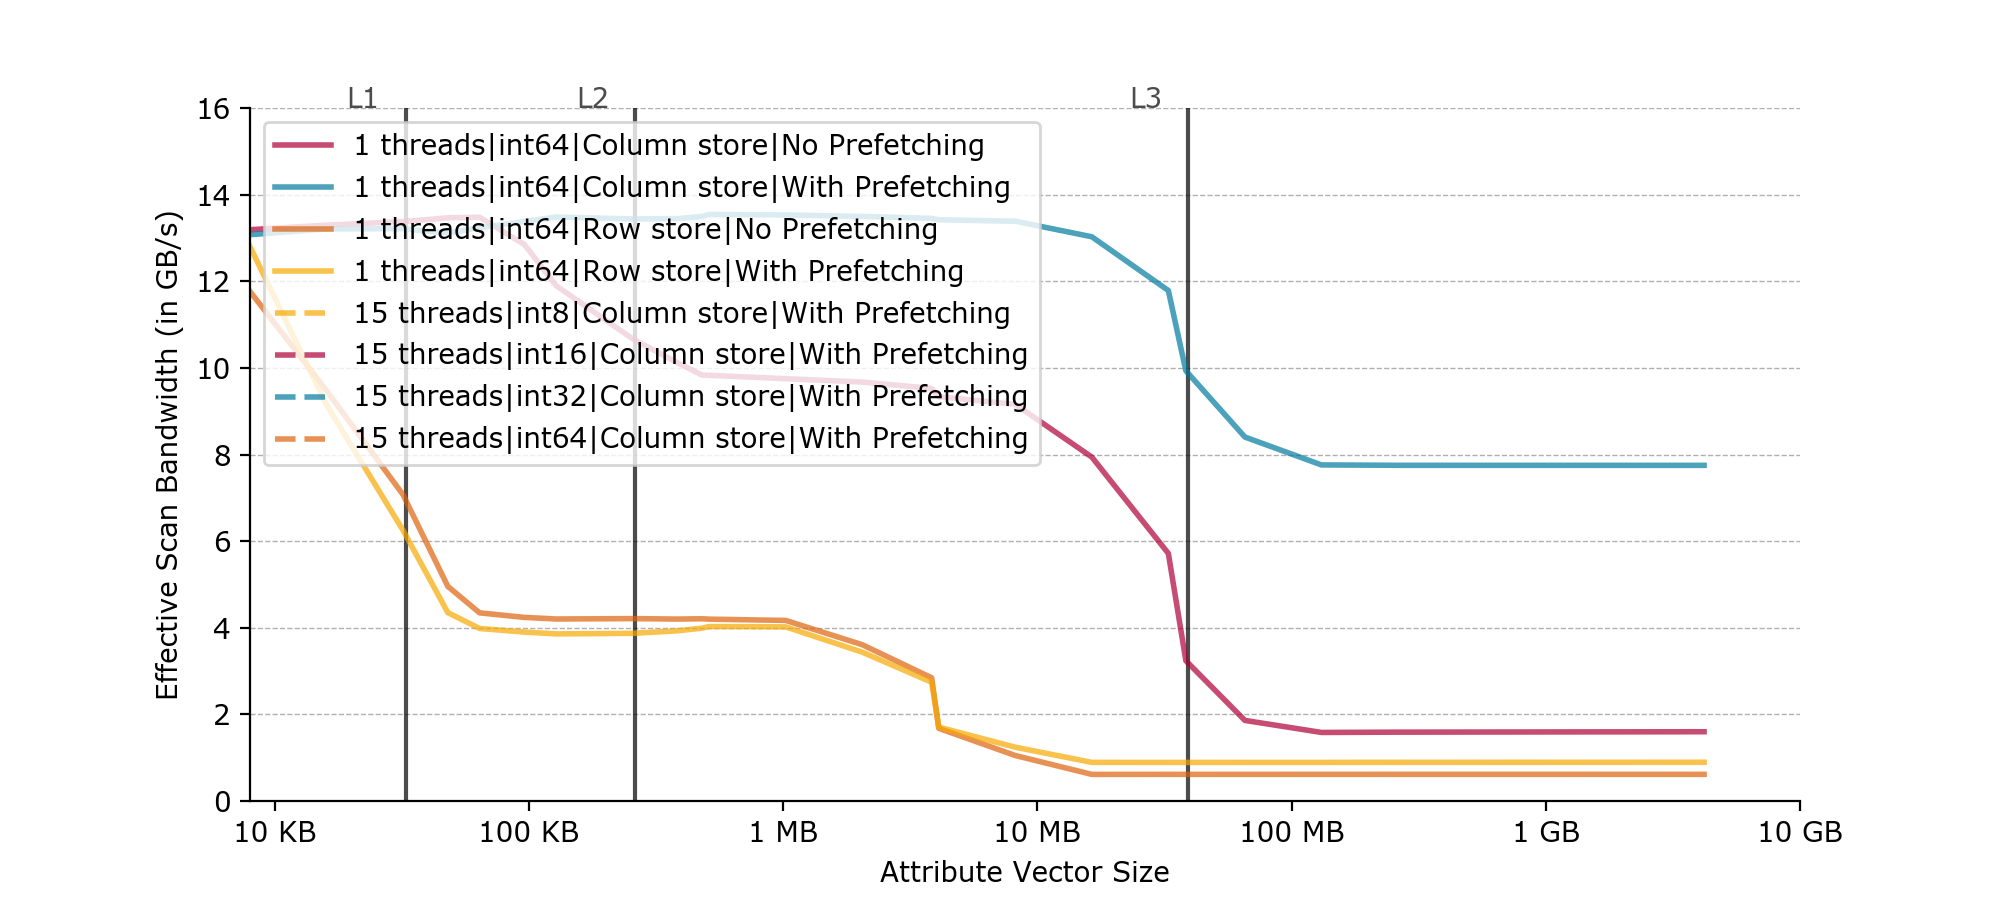 L1 L2 L3
16
1 threads|int64|Column store|No Prefetching
1 threads|int64|Column store|With Prefetching
14
1 threads|int64|Row store|No Prefetching
1 threads|int64|Row store|With Prefetching
12
15 threads|int8|Column store|With Prefetching
15 threads|int16|Column store|With Prefetching
10
15 threads|int32|Column store|With Prefetching
15 threads|int64|Column store|With Prefetching
8
6
4
2
0
Effective Scan Bandwidth (in GB/s)
10 KB 100 KB 1 MB 10 MB 100 MB 1 GB 10 GB
Attribute Vector Size